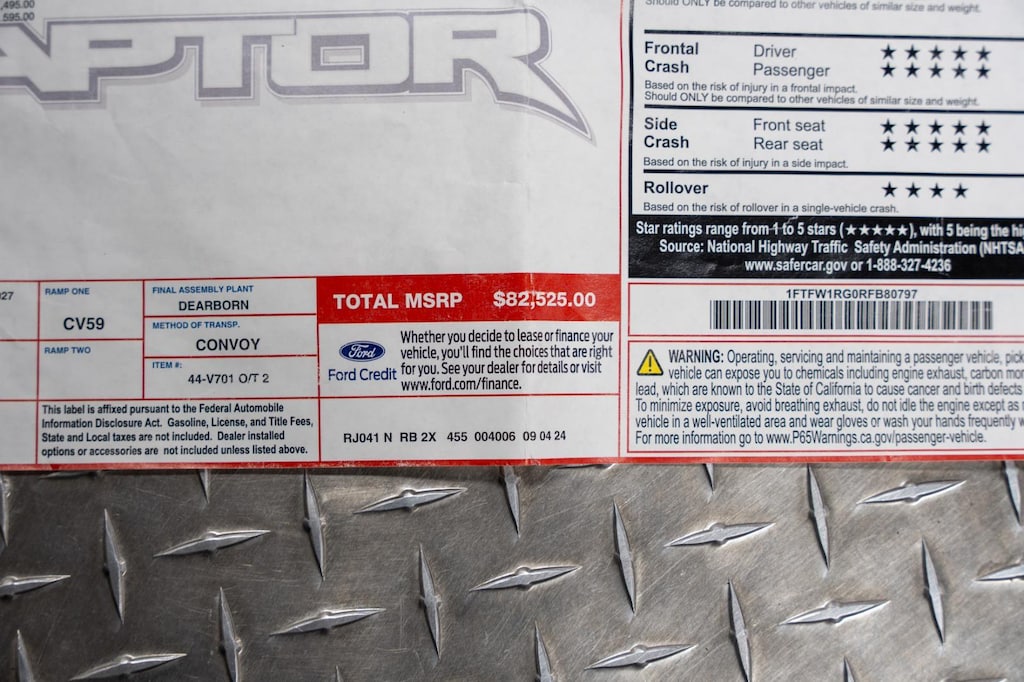 ,495.00
595.00
APTOR
Should ONLY be compared to other vehicles of similar size and weight.
Frontal Crash
Driver ★★★★★
Passenger ★★★★★
Based on the risk of injury in a frontal impact.
Should ONLY be compared to other vehicles of similar size and weight.
Side Crash
Front seat ★★★★★
Rear seat ★★★★★
Based on the risk of injury in a side impact.
Rollover ★★★★
Based on the risk of rollover in a single-vehicle crash.
Star ratings range from 1 to 5 stars (★★★★★), with 5 being the hi
Source: National Highway Traffic Safety Administration (NHTSA
www.safercar.gov or 1-888-327-4236
027
RAMP ONE
CV59
RAMP TWO
FINAL ASSEMBLY PLANT
DEARBORN
METHOD OF TRANSP.
CONVOY
ITEM #:
44-V701 O/T 2
TOTAL MSRP $82,525.00
Ford
Ford Credit
Whether you decide to lease or finance your
vehicle, you'll find the choices that are right
for you. See your dealer for details or visit
www.ford.com/finance.
This label is affixed pursuant to the Federal Automobile
Information Disclosure Act. Gasoline, License, and Title Fees,
State and Local taxes are not included. Dealer installed
options or accessories are not included unless listed above.
RJ041 N RB 2X 455 004006 09 04 24
1FTFW1RG0RFB80797
WARNING: Operating, servicing and maintaining a passenger vehicle, pick
vehicle can expose you to chemicals including engine exhaust, carbon mon
lead, which are known to the State of California to cause cancer and birth defects
To minimize exposure, avoid breathing exhaust, do not idle the engine except as
vehicle in a well-ventilated area and wear gloves or wash your hands frequently w
For more information go to www.P65Warnings.ca.gov/passenger-vehicle.